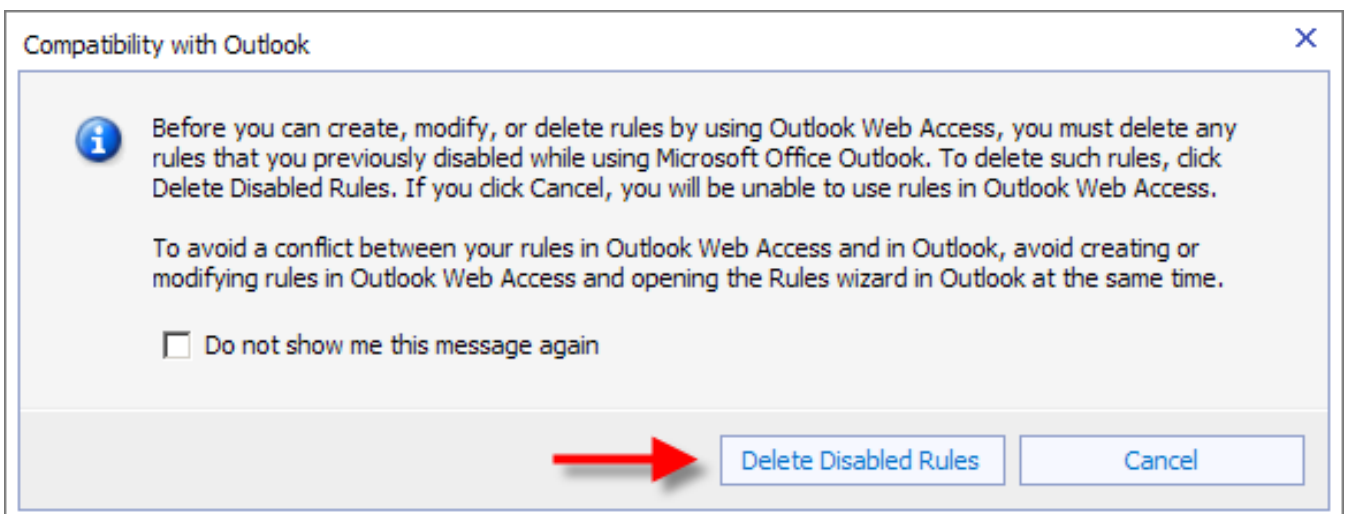 Compatibility with Outlook
Before you can create, modify, or delete rules by using Outlook Web Access, you must delete any
rules that you previously disabled while using Microsoft Office Outlook. To delete such rules, click
Delete Disabled Rules. If you click Cancel, you will be unable to use rules in Outlook Web Access.
To avoid a conflict between your rules in Outlook Web Access and in Outlook, avoid creating or
modifying rules in Outlook Web Access and opening the Rules wizard in Outlook at the same time.
Do not show me this message again
Delete Disabled Rules
Cancel